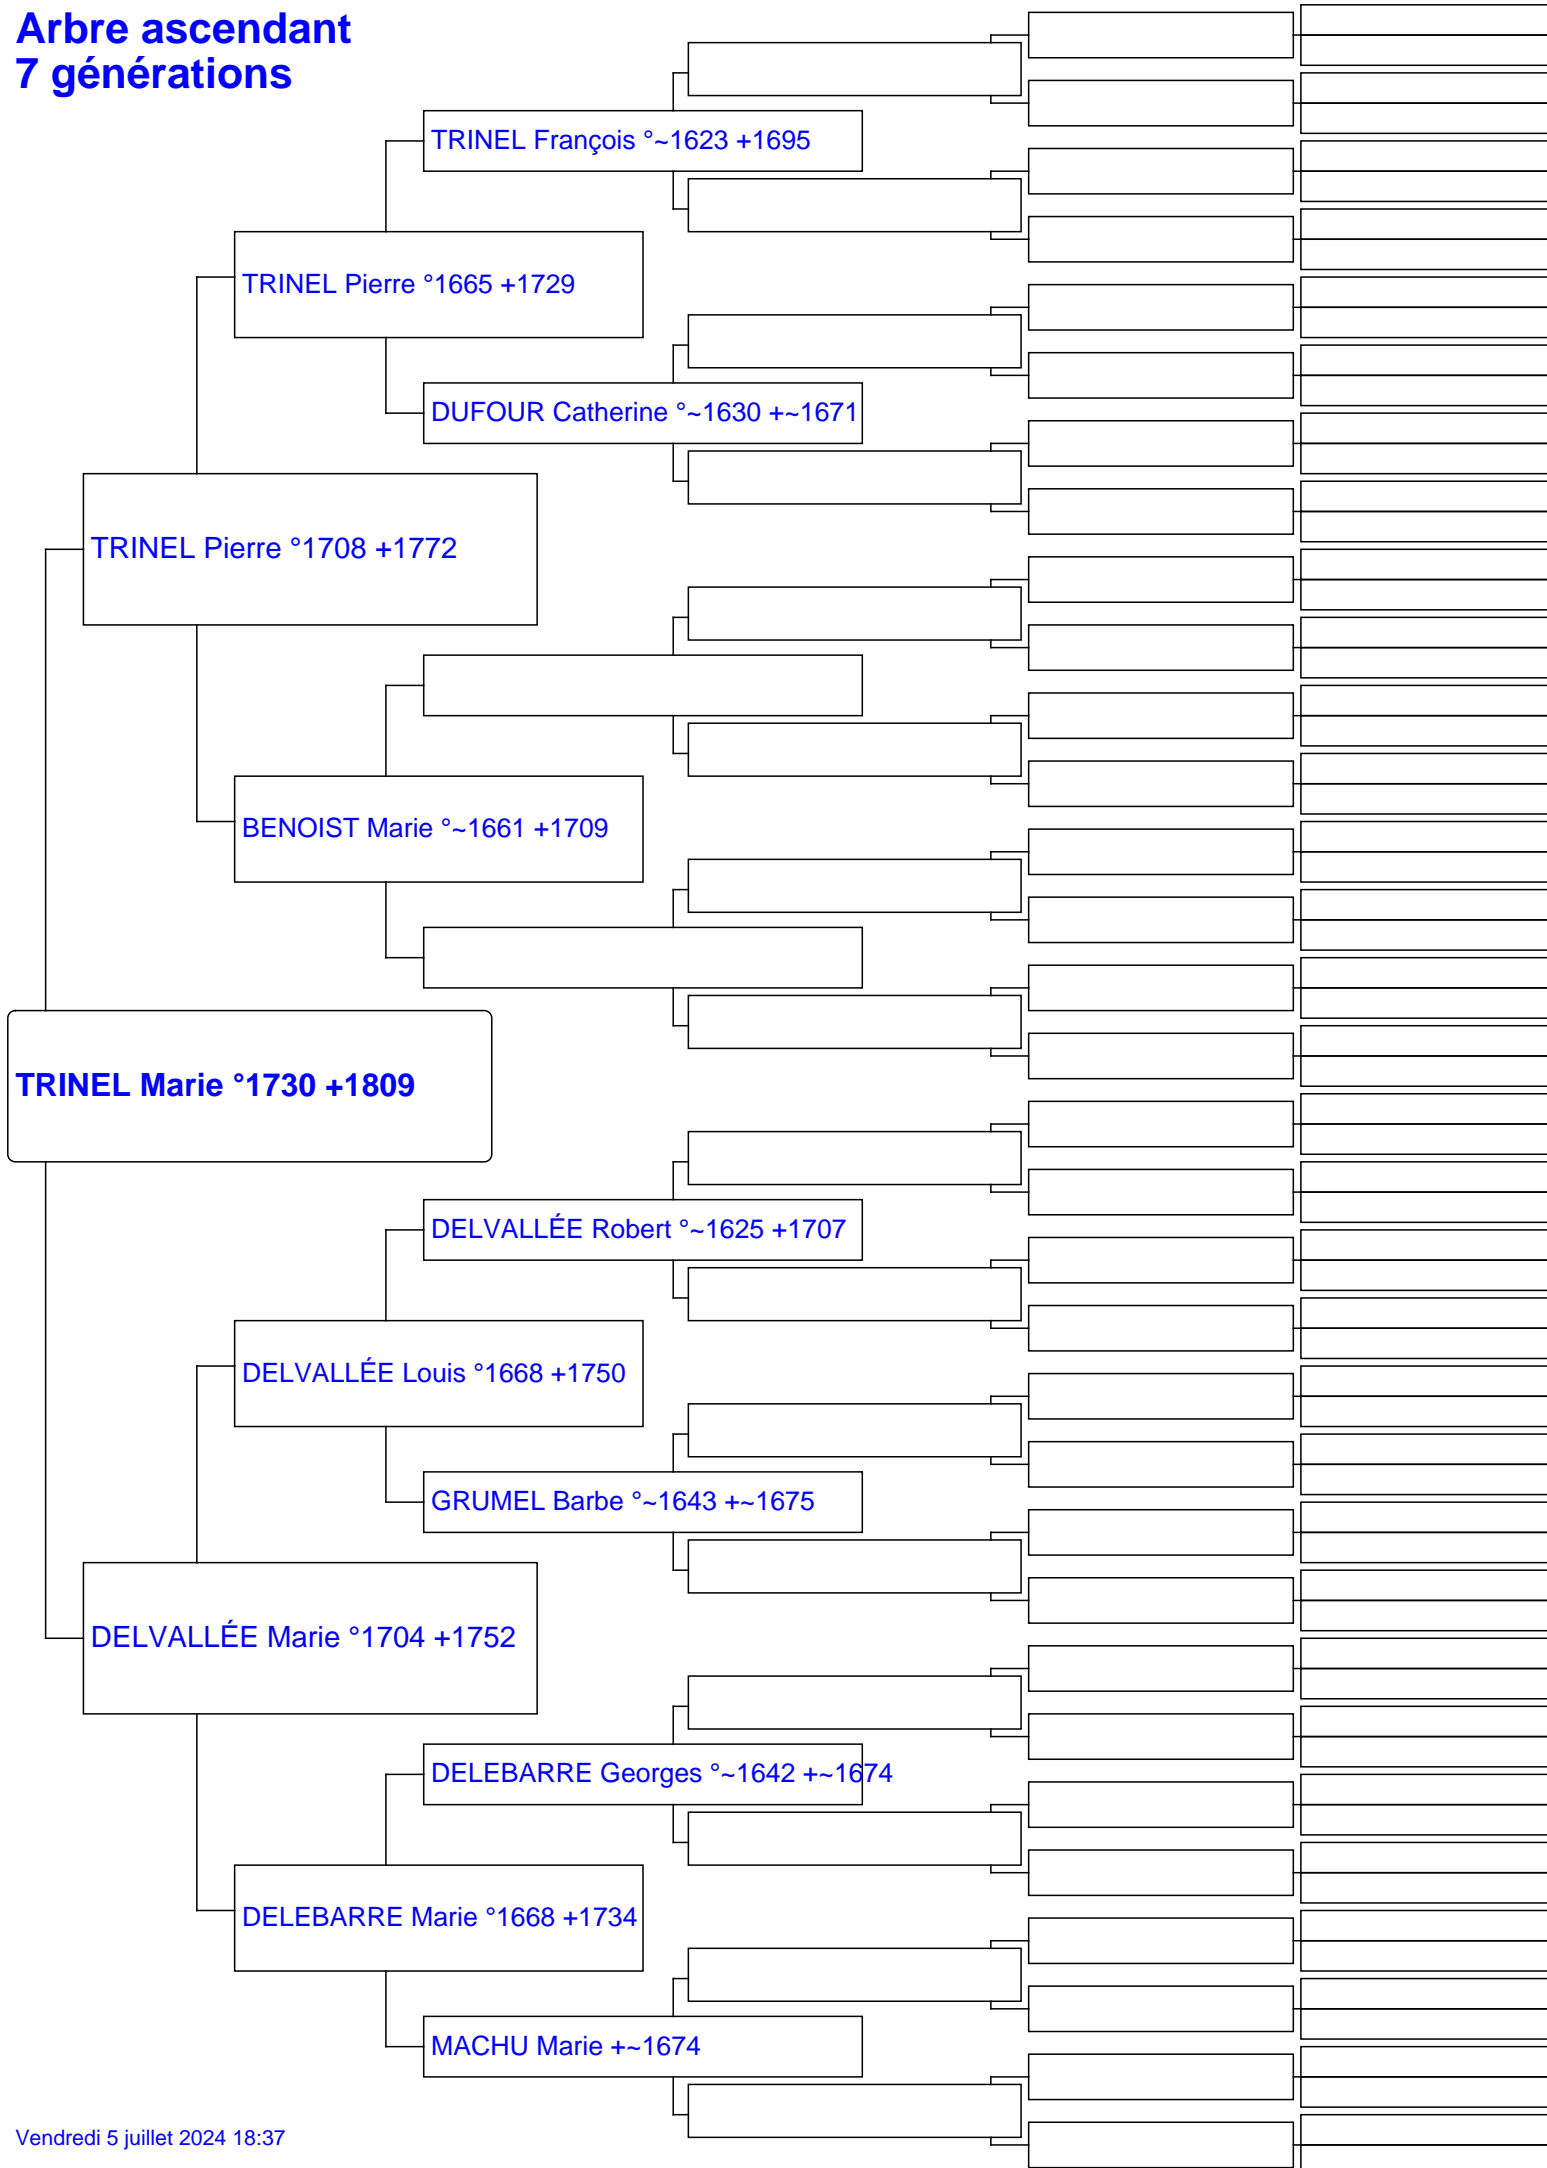 Arbre ascendant
7 générations
TRINEL François °~1623 +1695
TRINEL Pierre °1665 +1729
DUFOUR Catherine °~1630 +~1671
TRINEL Pierre °1708 +1772
BENOIST Marie °~1661 +1709
TRINEL Marie °1730 +1809
DELVALLÉE Robert °~1625 +1707
DELVALLÉE Louis °1668 +1750
GRUMEL Barbe °~1643 +~1675
DELVALLÉE Marie °1704 +1752
DELEBARRE Georges °~1642 +~1674
DELEBARRE Marie °1668 +1734
MACHU Marie +~1674
Vendredi 5 juillet 2024 18:37